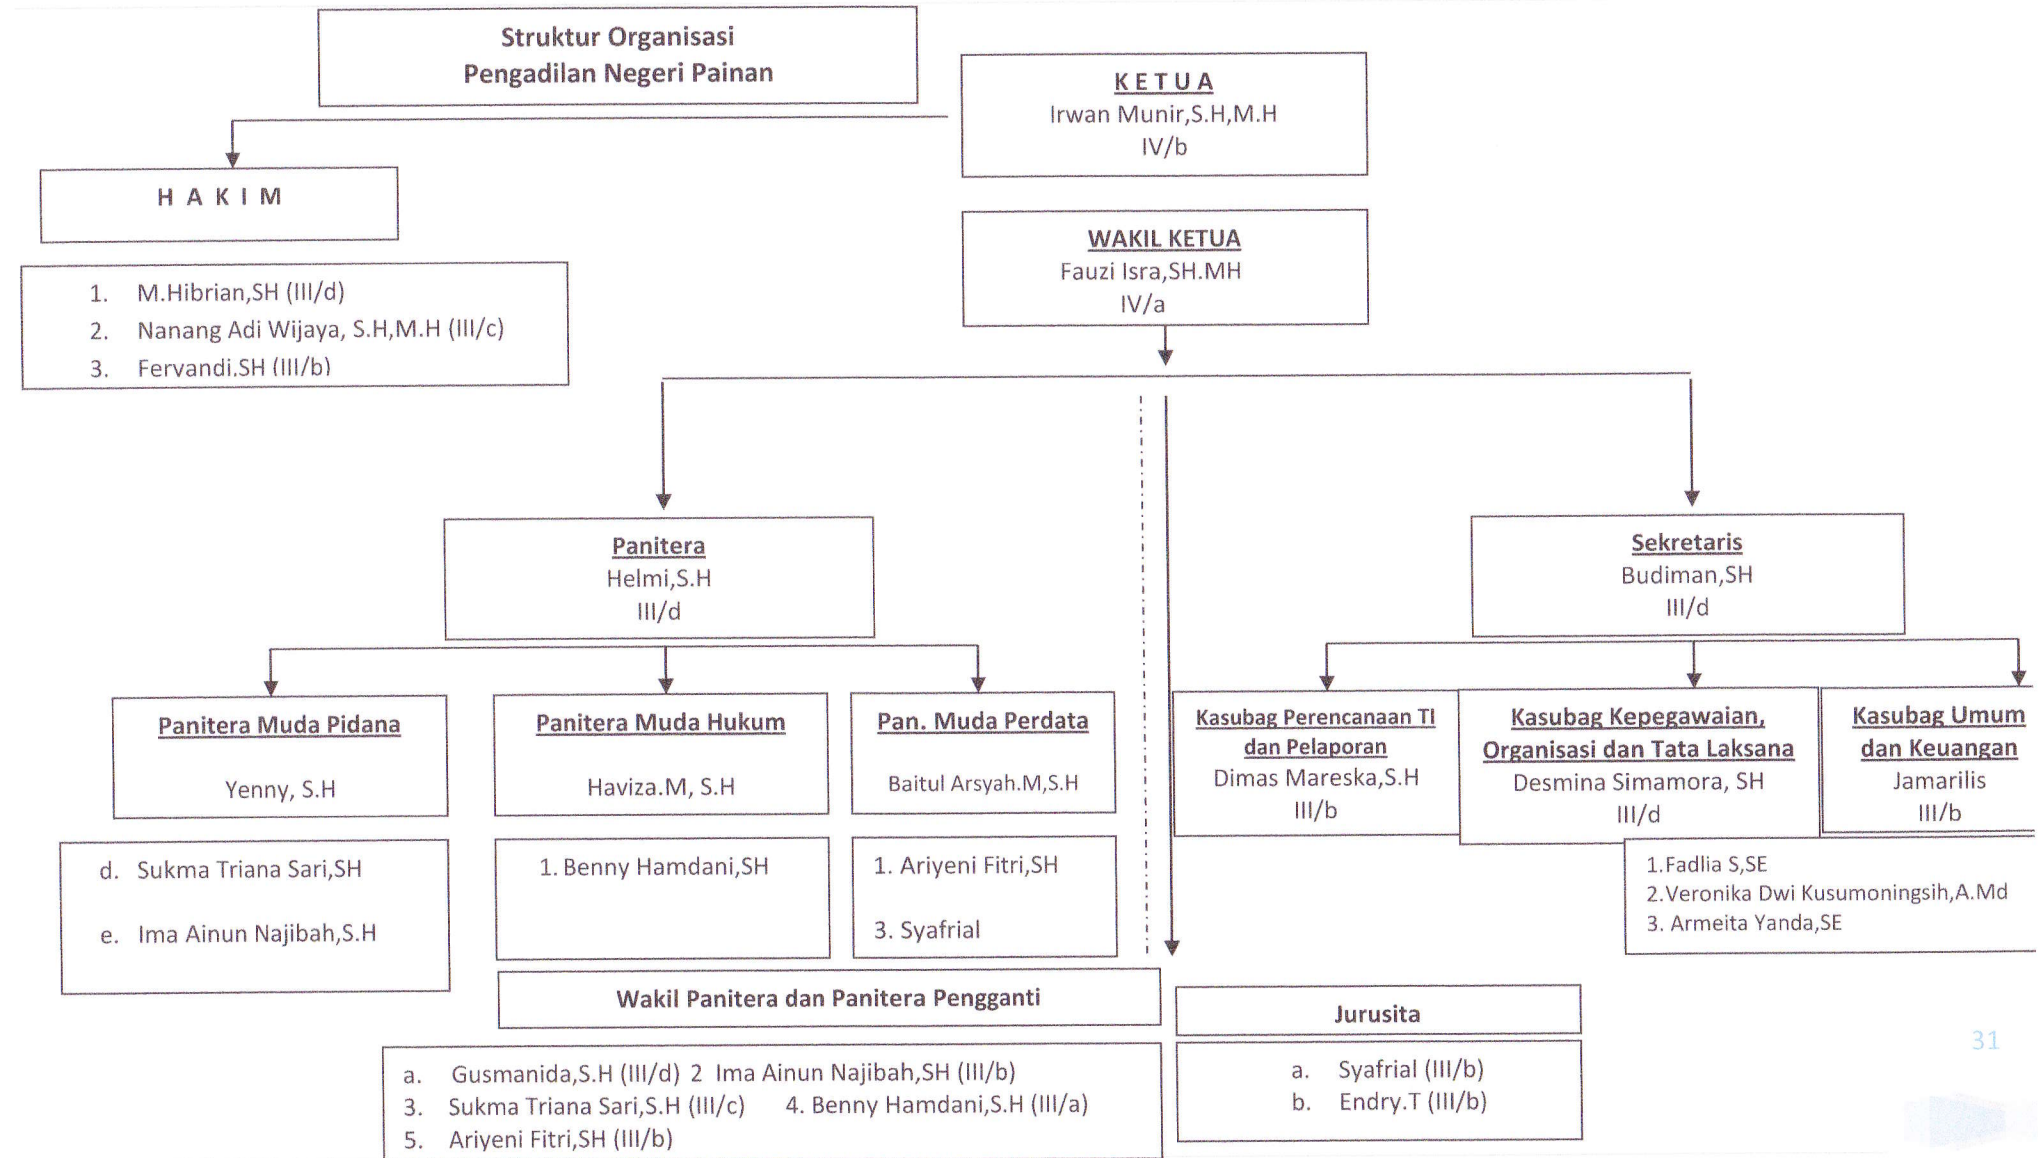 Struktur Organisasi
Pengadilan Negeri Painan
K E T U A
Irwan Munir,S.H,M.H
IV/b
H A K I M
WAKIL KETUA
Fauzi Isra,SH.MH
IV/a
1. M.Hibrian,SH (III/d)
2. Nanang Adi Wijaya, S.H,M.H (III/c)
3. Fervandi.SH (III/b)
Panitera
Helmi,S.H
III/d
Sekretaris
Budiman,SH
III/d
Panitera Muda Pidana
Yenny, S.H
Panitera Muda Hukum
Haviza.M, S.H
Pan. Muda Perdata
Baitul Arsyah.M,S.H
Kasubag Perencanaan TI
dan Pelaporan
Dimas Mareska,S.H
III/b
Kasubag Kepegawaian,
Organisasi dan Tata Laksana
Desmina Simamora, SH
III/d
Kasubag Umum
dan Keuangan
Jamarilis
III/b
d. Sukma Triana Sari,SH
e. Ima Ainun Najibah,S.H
1. Benny Hamdani,SH
1. Ariyeni Fitri,SH
3. Syafrial
1.Fadlia S,SE
2.Veronika Dwi Kusumoningsih,A.Md
3. Armeita Yanda,SE
Wakil Panitera dan Panitera Pengganti
Jurusita
a. Gusmanida,S.H (III/d) 2 Ima Ainun Najibah,SH (III/b)
3. Sukma Triana Sari,S.H (III/c) 4. Benny Hamdani,S.H (III/a)
5. Ariyeni Fitri,SH (III/b)
a. Syafrial (III/b)
b. Endry.T (III/b)
31